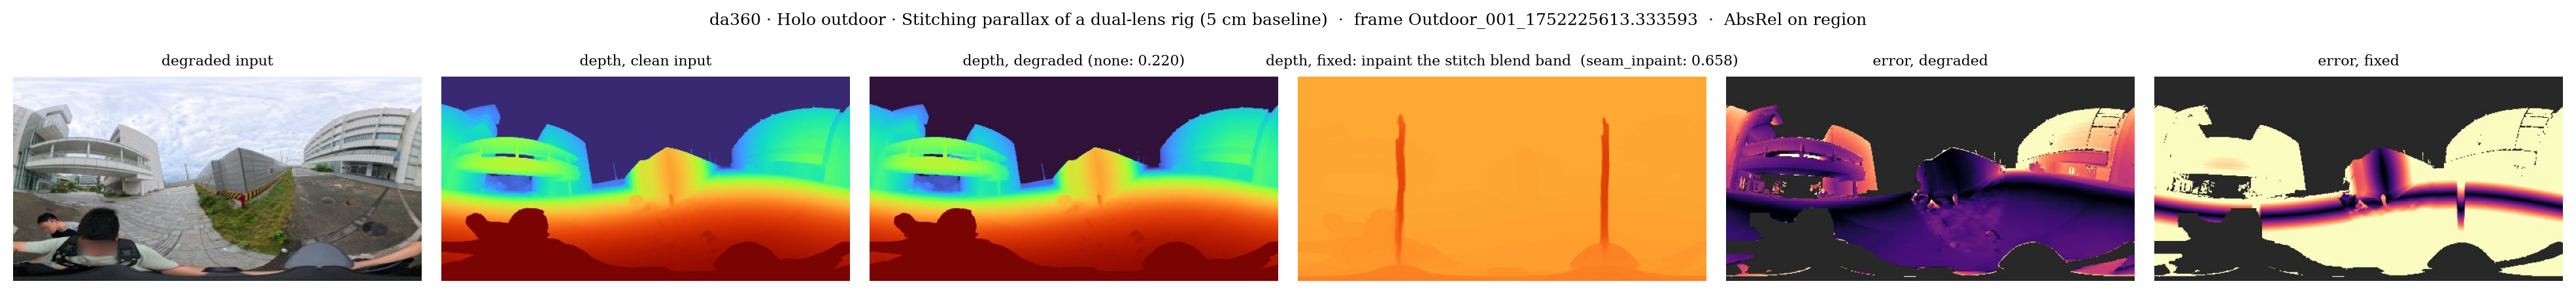 da360 · Holo outdoor · Stitching parallax of a dual-lens rig (5 cm baseline) · frame Outdoor_001_1752225613.333593 · AbsRel on region
degraded input
depth, clean input
depth, degraded (none: 0.220)
depth, fixed: inpaint the stitch blend band (seam_inpaint: 0.658)
error, degraded
error, fixed